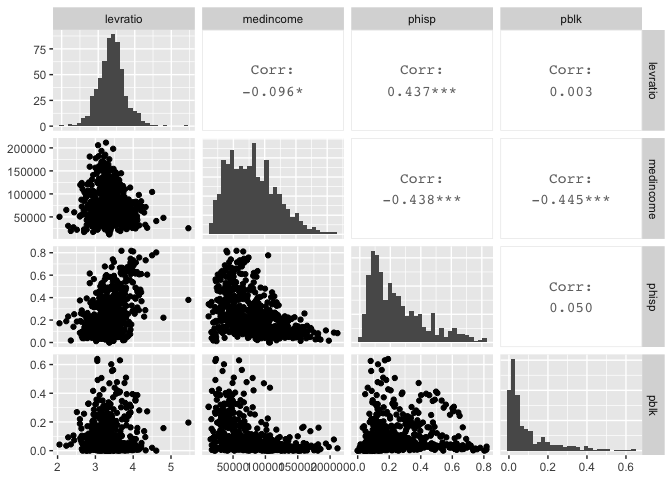 levratio medincome phisp pblk
75
50
25
0
Corr:
-0.096*
Corr:
0.437***
Corr:
0.003
levratio
200000
150000
100000
50000
Corr:
-0.438***
Corr:
-0.445***
medincome
0.8
0.6
0.4
0.2
0.0
Corr:
0.050
phisp
0.6
0.4
0.2
0.0
pblk
2 3 4 5 50000 100000 150000 200000 0.0 0.2 0.4 0.6 0.8 0.0 0.2 0.4 0.6